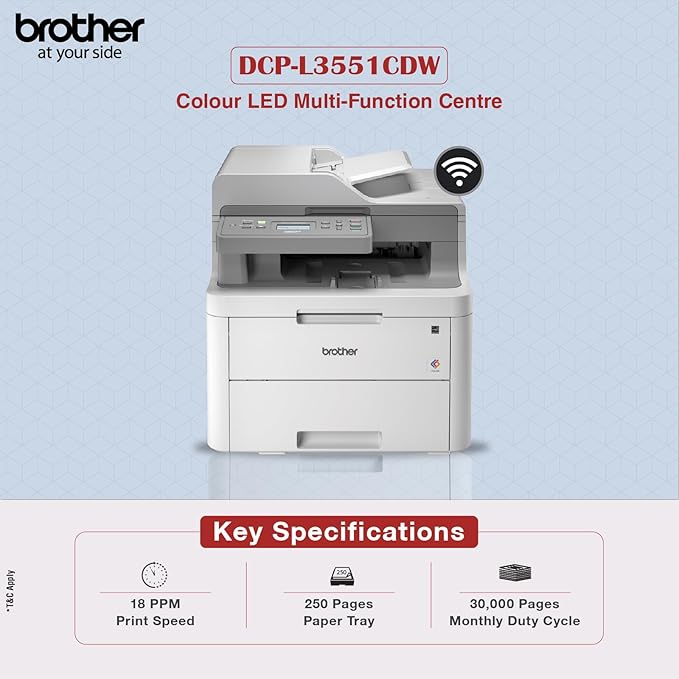 brother
at your side
DCP-L3551CDW
Colour LED Multi-Function Centre
brother
Key Specifications
250
18 PPM
Print Speed
250 Pages
Paper Tray
30,000 Pages
Monthly Duty Cycle
*T&C Apply